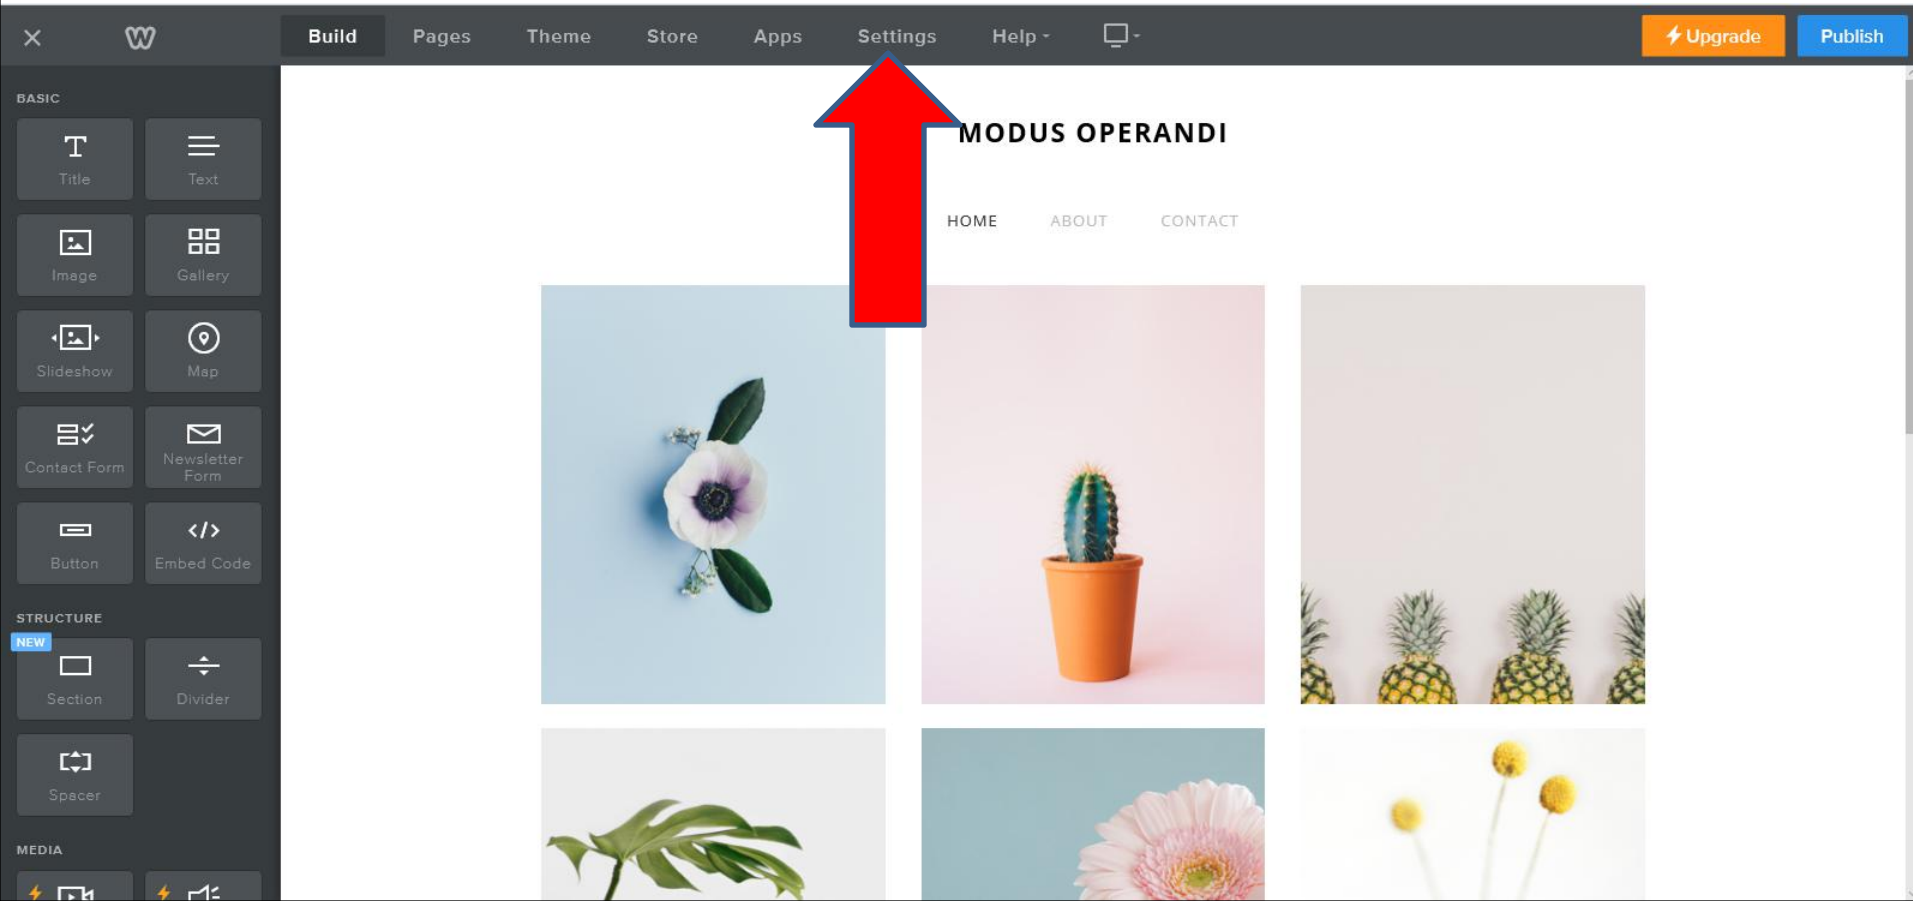 Build Pages Theme Store Apps Settings Help Upgrade Publish
BASIC
Title Text
Image Gallery
Slideshow Map
Contact Form Newsletter Form
Button Embed Code
STRUCTURE
NEW
Section Divider
Spacer
MEDIA
MODUS OPERANDI
HOME ABOUT CONTACT